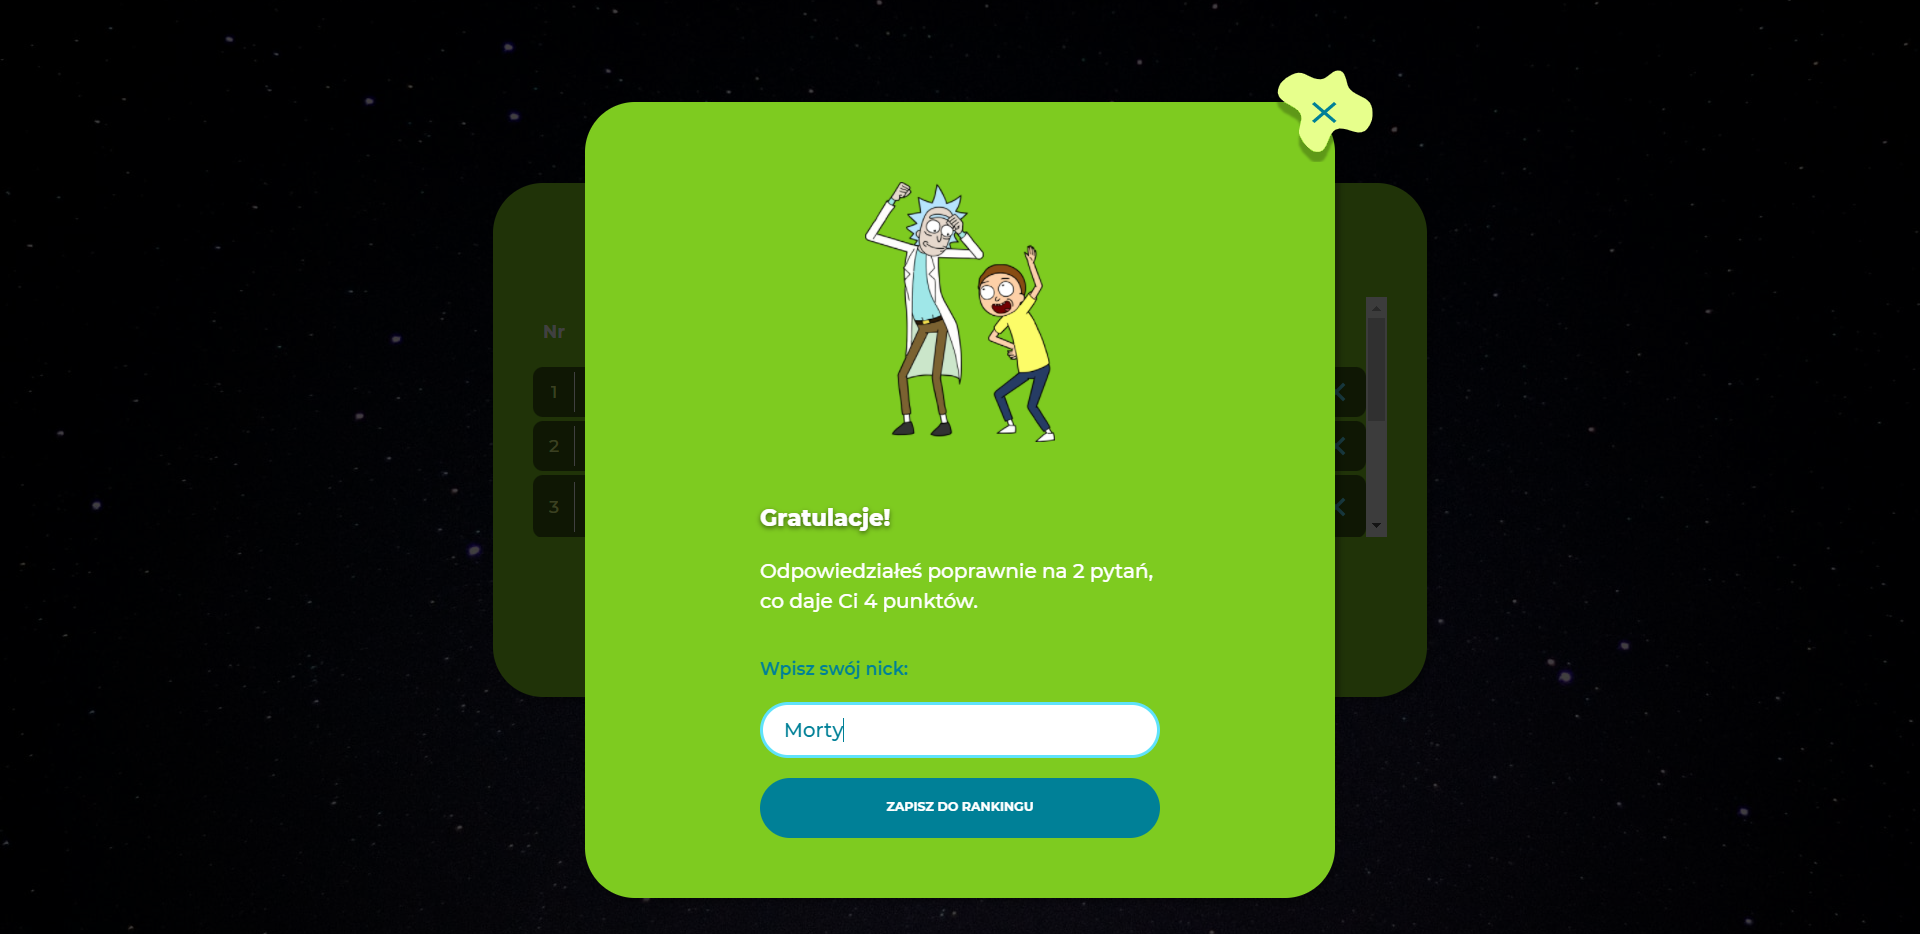 Nr
1
2
3
Gratulacje!
Odpowiedziałeś poprawnie na 2 pytań,
co daje Ci 4 punktów.
Wpisz swój nick:
Morty
ZAPISZ DO RANKINGU